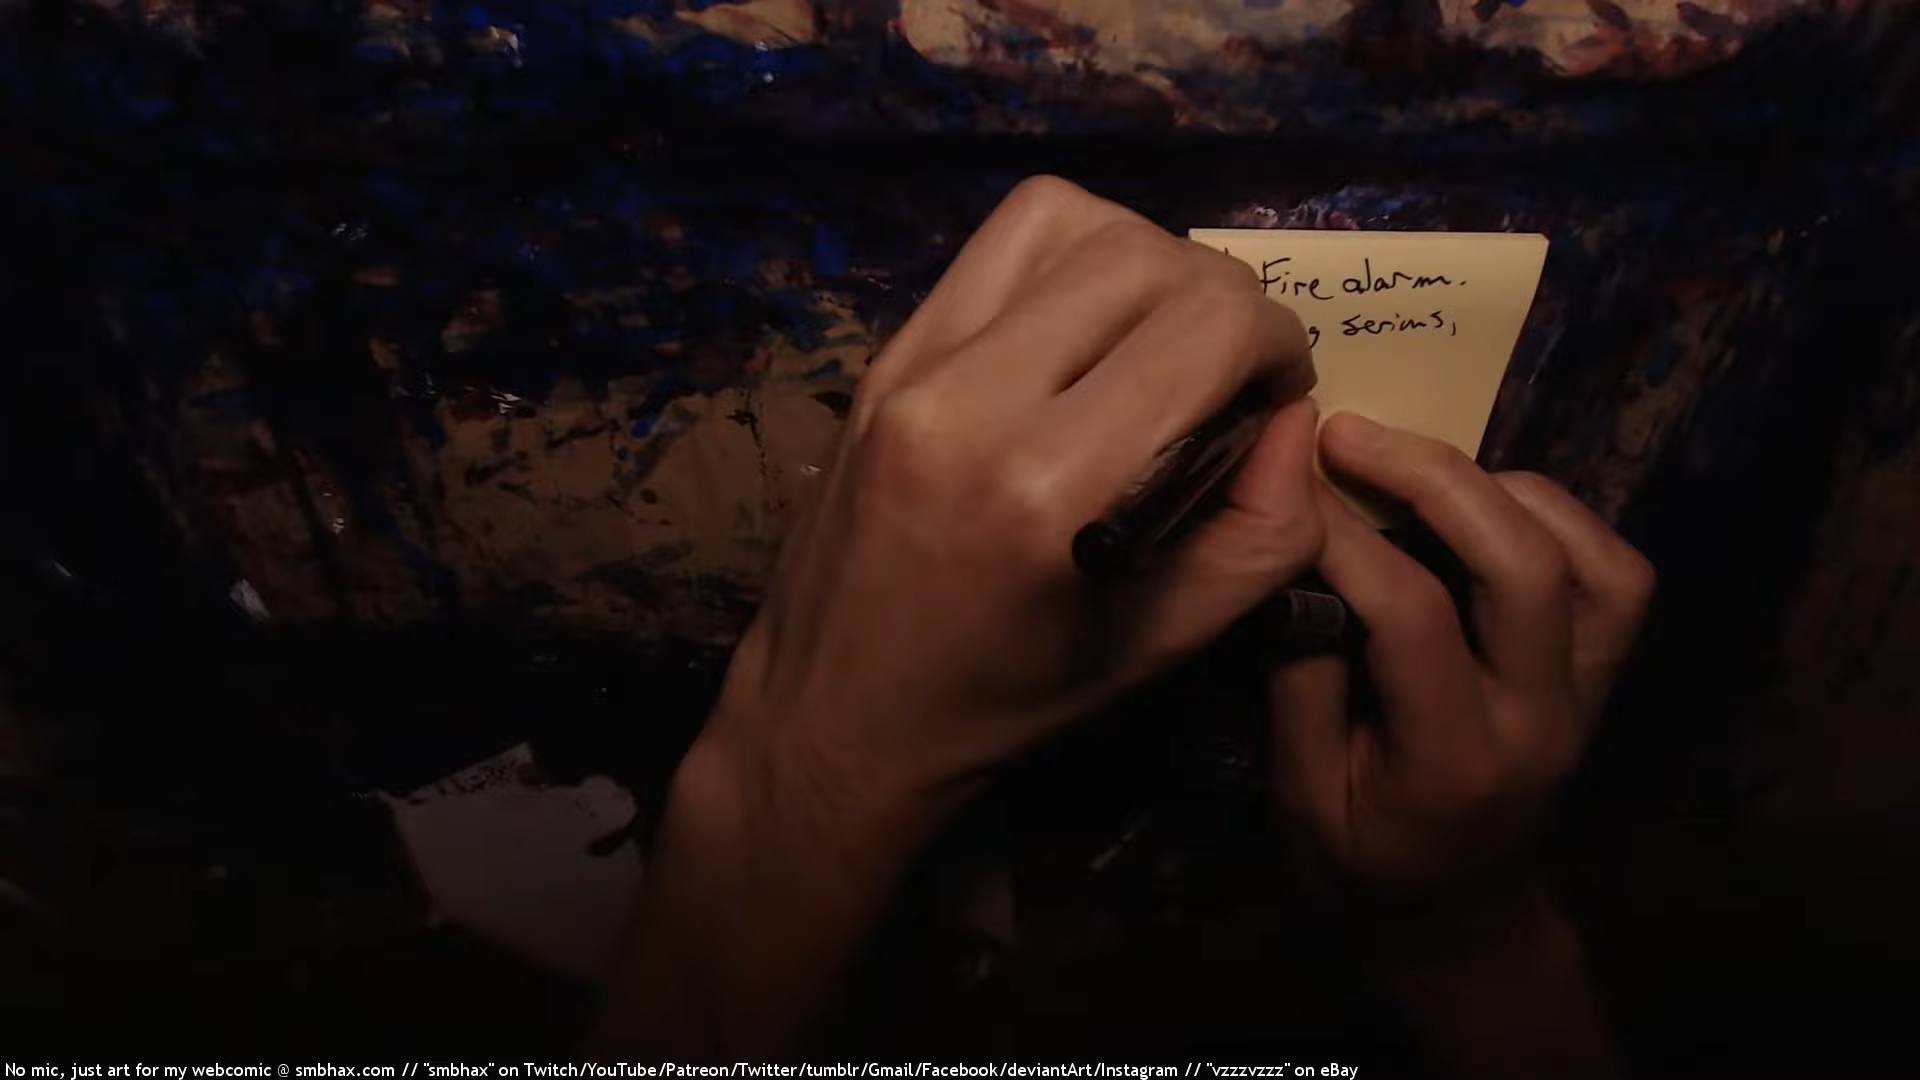 Fire alarm.
serious,
No mic, just art for my webcomic @ smbhax.com // "smbhax" on Twitch/YouTube/Patreon/Twitter/tumblr/Gmail/Facebook/deviantArt/Instagram // "vzzzvzzz" on eBay